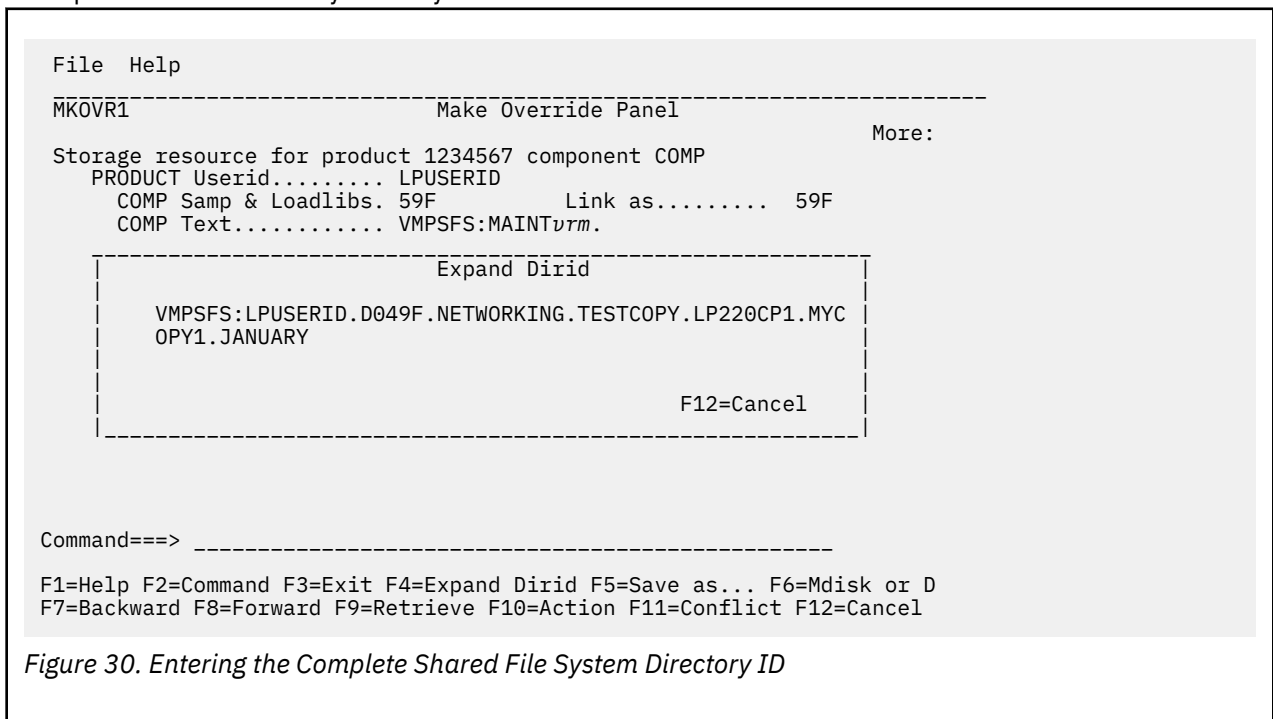 File Help
MKOVR1 Make Override Panel
More:
Storage resource for product 1234567 component COMP
PRODUCT Userid......... LPUSERID
COMP Samp & Loadlibs. 59F Link as......... 59F
COMP Text............ VMPSFS:MAINTvrm.
Expand Dirid
VMPSFS:LPUSERID.D049F.NETWORKING.TESTCOPY.LP220CP1.MYC
OPY1.JANUARY
F12=Cancel
Command===> __________________________________________________
F1=Help F2=Command F3=Exit F4=Expand Dirid F5=Save as... F6=Mdisk or D
F7=Backward F8=Forward F9=Retrieve F10=Action F11=Conflict F12=Cancel
Figure 30. Entering the Complete Shared File System Directory ID